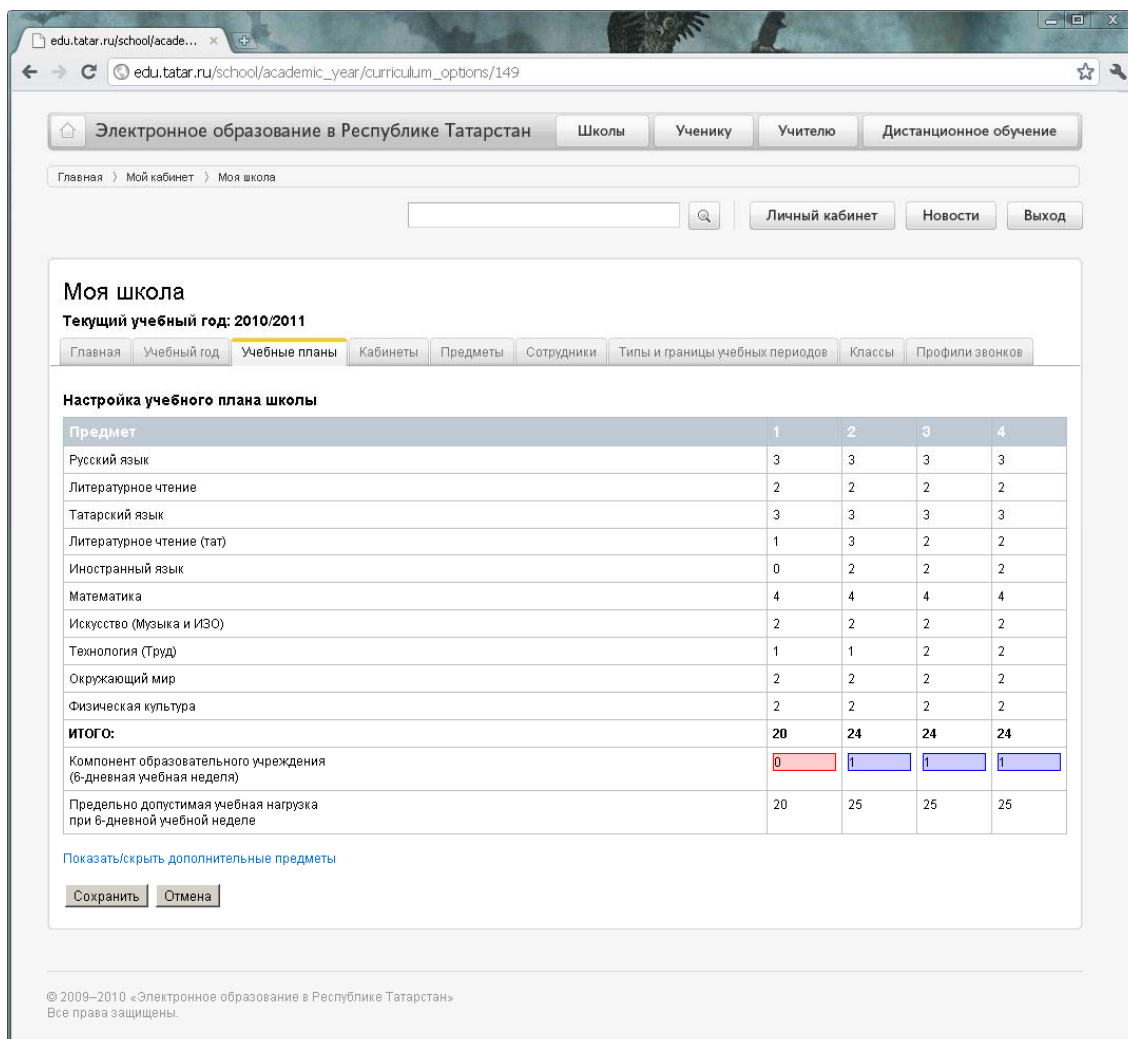 edu.tatar.ru/school/acade...
edu.tatar.ru/school/academic_year/curriculum_options/149
Электронное образование в Республике Татарстан Школы Ученику Учителю Дистанционное обучение
Главная > Мой кабинет > Моя школа
Личный кабинет Новости Выход
Моя школа
Текущий учебный год: 2010/2011
Главная Учебный год Учебные планы Кабинеты Предметы Сотрудники Типы и границы учебных периодов Классы Профили звонков
Настройка учебного плана школы
Предмет 1 2 3 4
Русский язык 3 3 3 3
Литературное чтение 2 2 2 2
Татарский язык 3 3 3 3
Литературное чтение (тат) 1 3 2 2
Иностранный язык 0 2 2 2
Математика 4 4 4 4
Искусство (Музыка и ИЗО) 2 2 2 2
Технология (Труд) 1 1 2 2
Окружающий мир 2 2 2 2
Физическая культура 2 2 2 2
ИТОГО: 20 24 24 24
Компонент образовательного учреждения
(6-дневная учебная неделя) 0 1 1 1
Предельно допустимая учебная нагрузка
при 6-дневной учебной неделе 20 25 25 25
Показать/скрыть дополнительные предметы
Сохранить Отмена
© 2009–2010 «Электронное образование в Республике Татарстан»
Все права защищены.